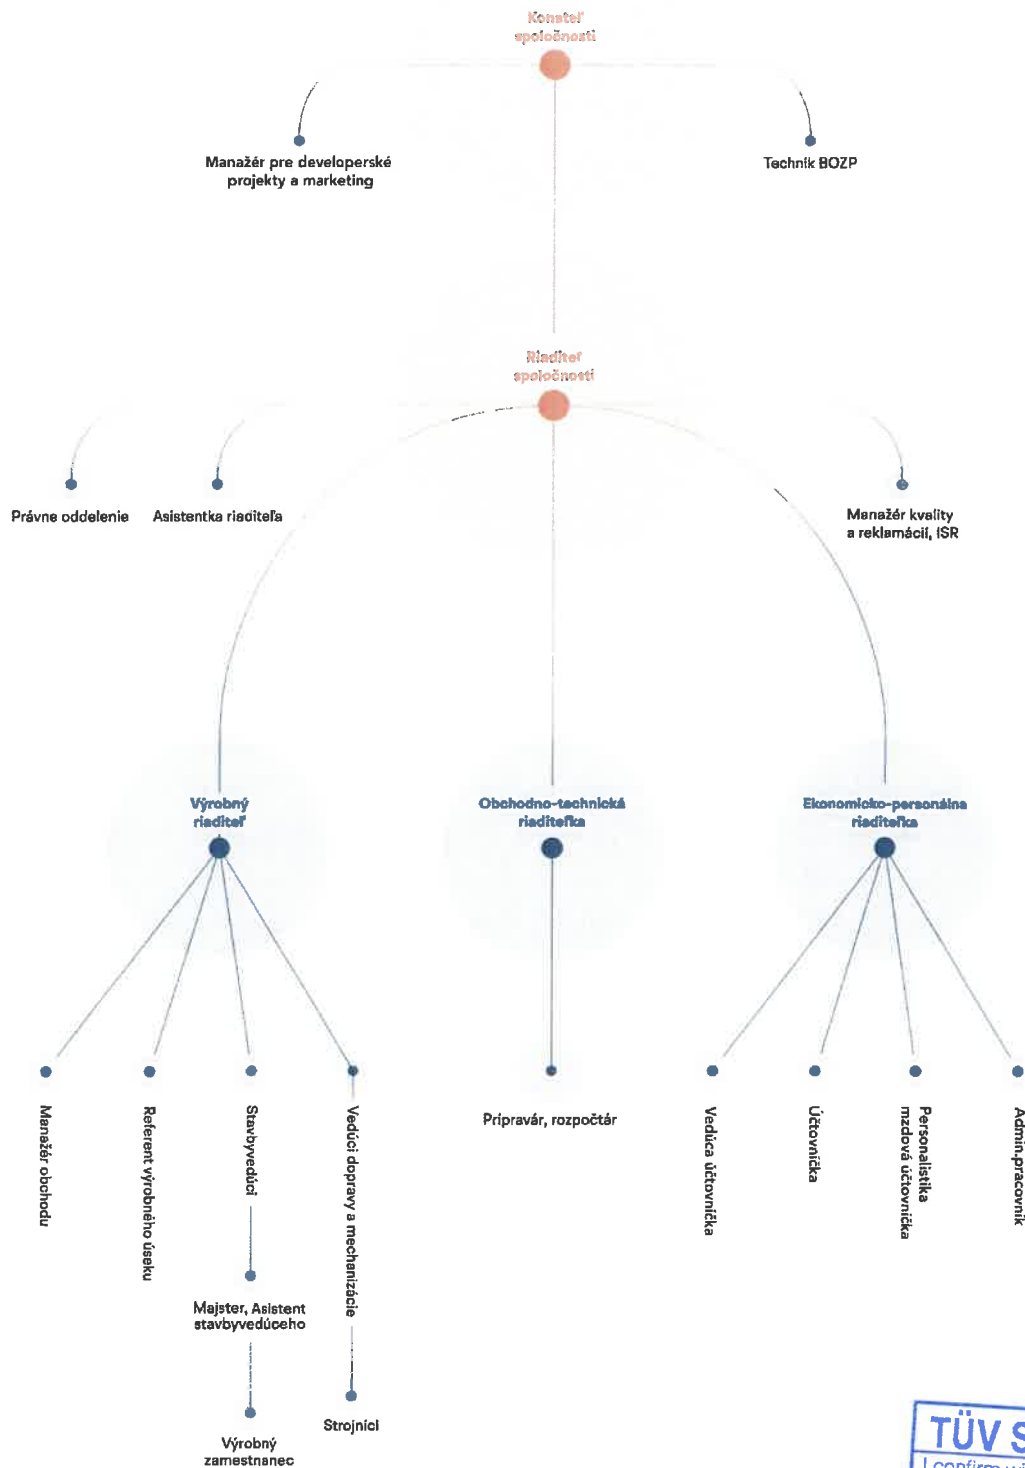 Konateľ
spoločnosti
Manažér pre developerské
projekty a marketing
Technik BOZP
Riaditeľ
spoločnosti
Právne oddelenie
Asistentka riaditeľa
Manažér kvality
a reklamácií, ISR
Výrobný
riaditeľ
Obchodno-technická
riaditeľka
Ekonomicko-personálna
riaditeľka
Manažér obchodu
Referent výrobného úseku
Stavbyvedúci
Vedúci dopravy a mechanizácie
Prípravár, rozpočtár
Vedúca účtovníčka
Účtovníčka
Personalistika
mzdová účtovníčka
Admin.pracovník
Majster, Asistent
stavbyvedúceho
Strojníci
Výrobný
zamestnanec
TÜV S
I confirm wi